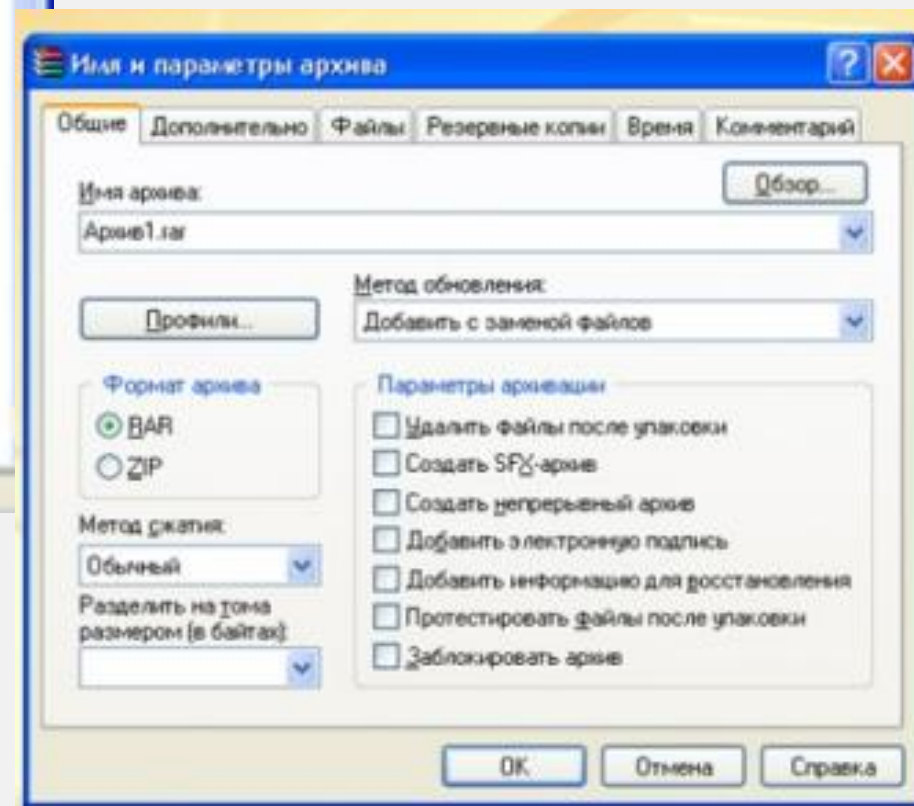 Имя и параметры архива
Общие Дополнительно Файлы Резервные копии Время Комментарий
Имя архива:
Обзор...
Архив1.rar
Метод обновления:
Профили...
Добавить с заменой файлов
Формат архива
RAR
ZIP
Метод сжатия:
Обычный
Разделить на тома
размером (в байтах):
Параметры архивации
Удалить файлы после упаковки
Создать SFX-архив
Создать непрерывный архив
Добавить электронную подпись
Добавить информацию для восстановления
Протестировать файлы после упаковки
Заблокировать архив
OK Отмена Справка